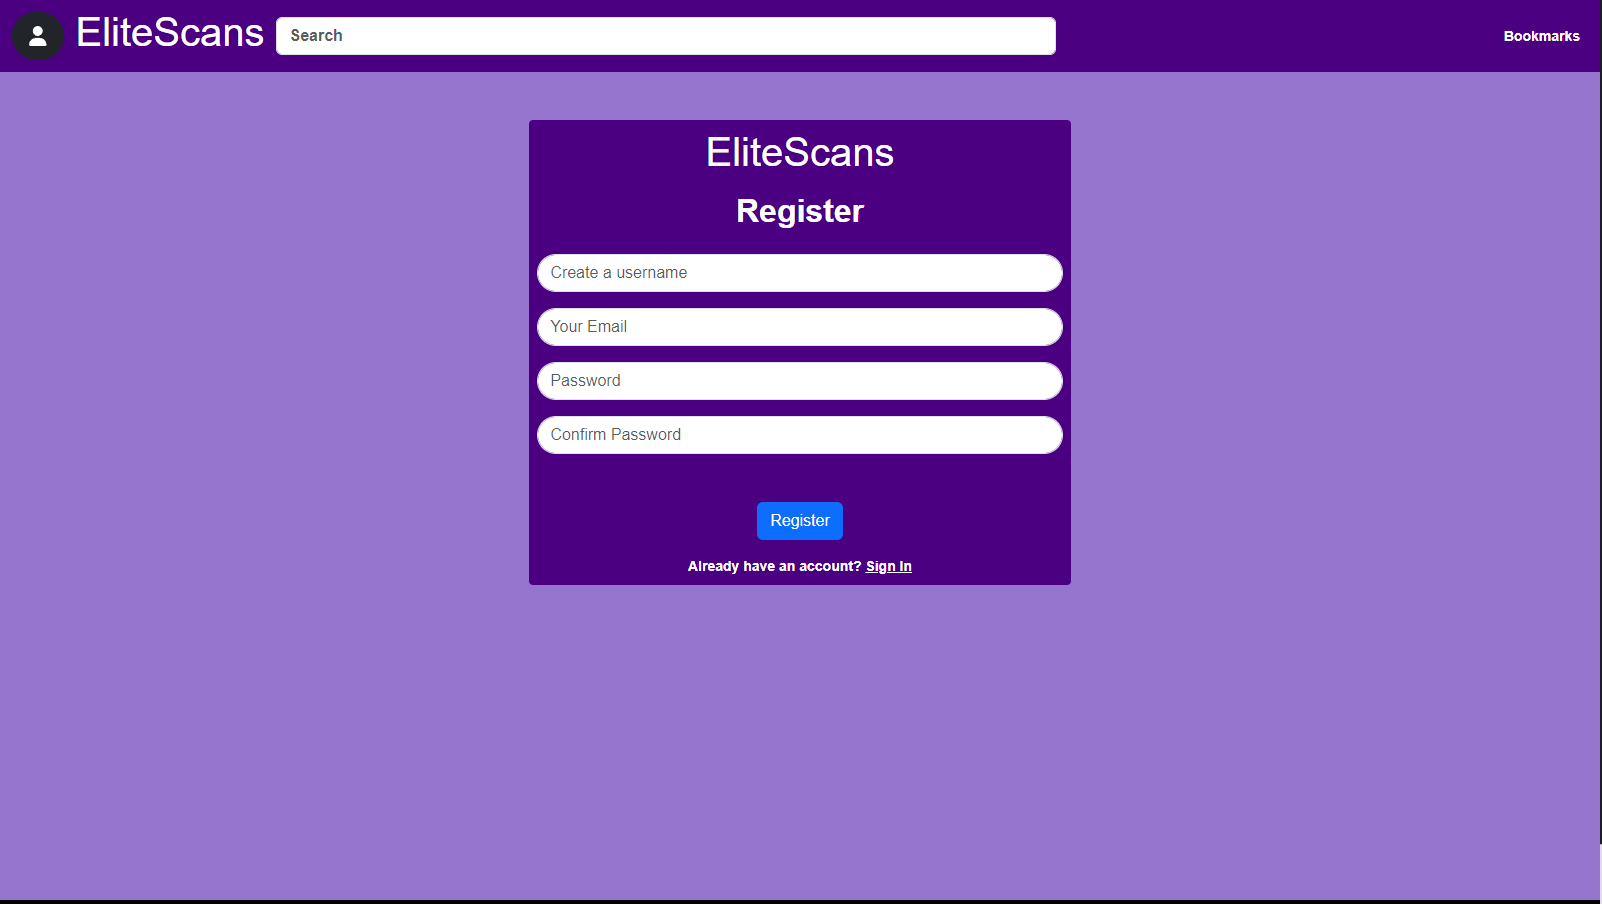 EliteScans Search Bookmarks
EliteScans
Register
Create a username
Your Email
Password
Confirm Password
Register
Already have an account? Sign In